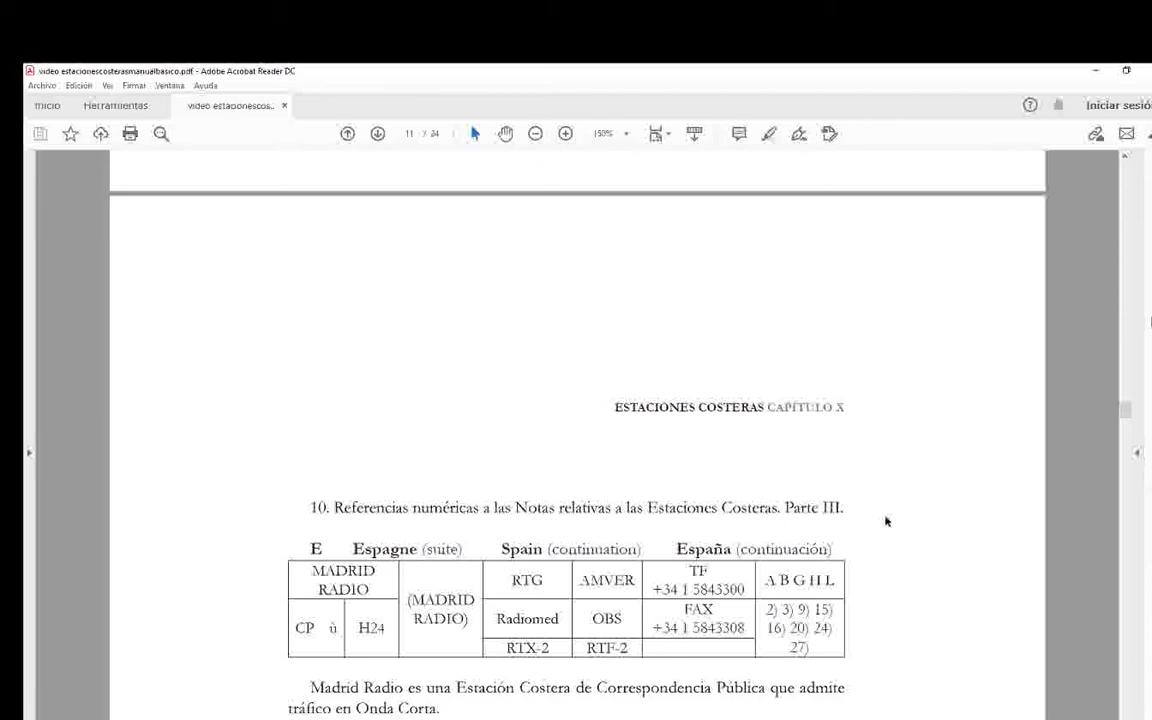 video estacionescosterasmanualbasico.pdf - Adobe Acrobat Reader DC
Archivo Edición Ver Firmar Ventana Ayuda
Inicio Herramientas video estacionescos... × Iniciar sesió
11 / 24 150%
ESTACIONES COSTERAS CAPÍTULO X
10. Referencias numéricas a las Notas relativas a las Estaciones Costeras. Parte III.
E Espagne (suite) Spain (continuation) España (continuación)
MADRID RADIO (MADRID RADIO) RTG AMVER TF +34 1 5843300 A B G H L
CP ù H24 Radiomed OBS FAX +34 1 5843308 2) 3) 9) 15) 16) 20) 24) 27)
RTX-2 RTF-2
Madrid Radio es una Estación Costera de Correspondencia Pública que admite
tráfico en Onda Corta.